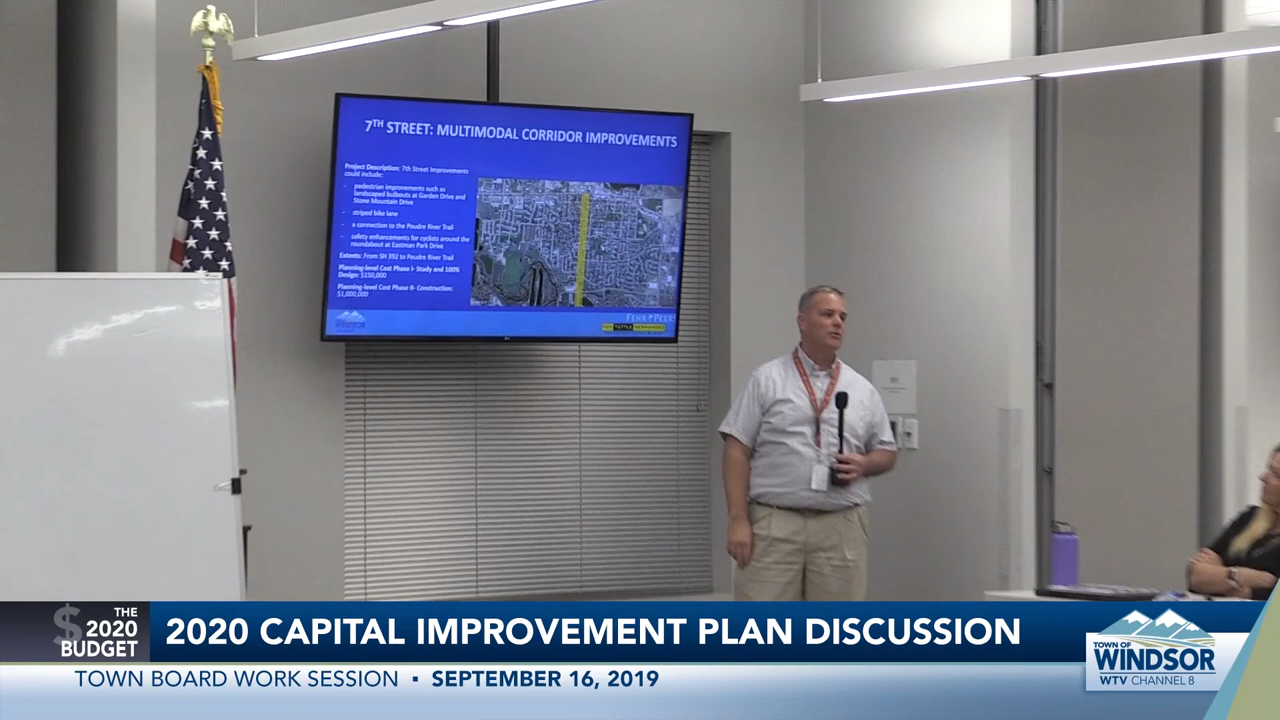 7TH STREET: MULTIMODAL CORRIDOR IMPROVEMENTS
Project Description: 7th Street Improvements
could include:
- pedestrian improvements such as
landscaped bulbouts at Garden Drive and
Stone Mountain Drive
- striped bike lane
- a connection to the Poudre River Trail
- safety enhancements for cyclists around the
roundabout at Eastman Park Drive
Extents: From SH 392 to Poudre River Trail
Planning-level Cost Phase I- Study and 100%
Design: $150,000
Planning-level Cost Phase II- Construction:
$1,000,000
WINDSOR
FEHR PEERS
TUTTLE HERNANDEZ
$ THE
2020
BUDGET
2020 CAPITAL IMPROVEMENT PLAN DISCUSSION
TOWN BOARD WORK SESSION ▪ SEPTEMBER 16, 2019
TOWN OF
WINDSOR
WTV CHANNEL 8